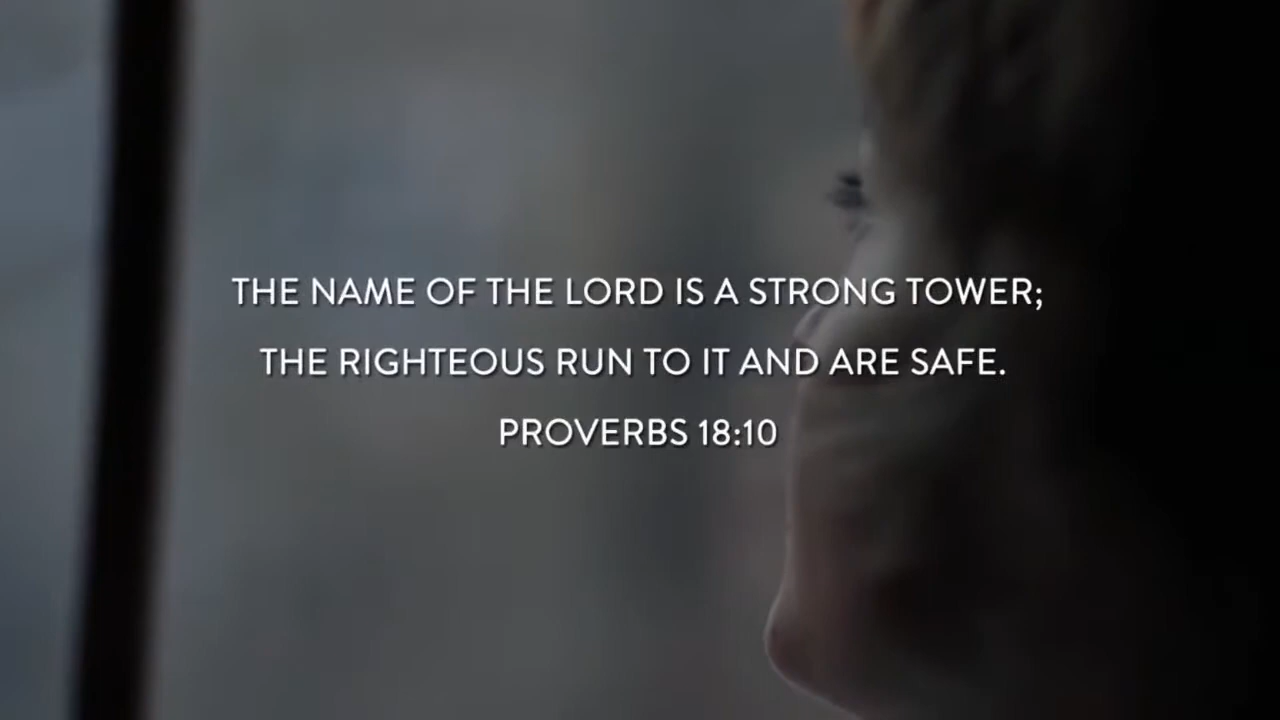 THE NAME OF THE LORD IS A STRONG TOWER;
THE RIGHTEOUS RUN TO IT AND ARE SAFE.
PROVERBS 18:10